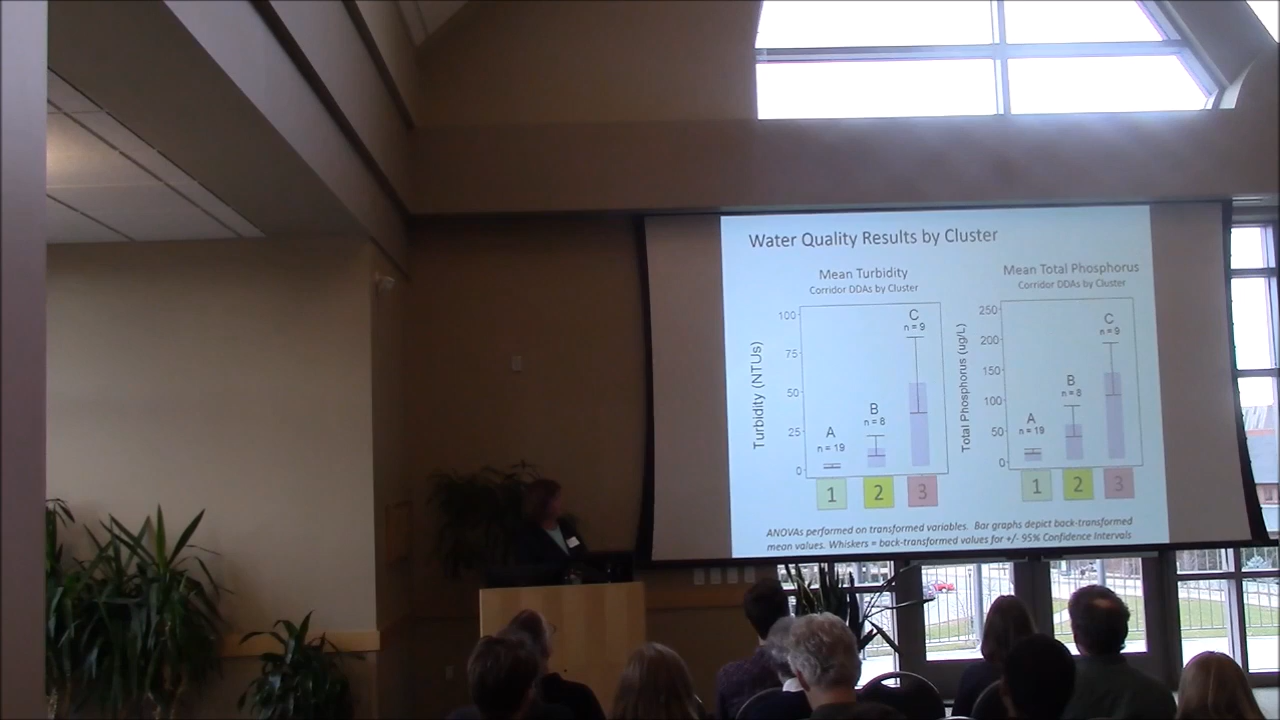 Water Quality Results by Cluster
Mean Turbidity
Corridor DDAs by Cluster
Turbidity (NTUs)
100
75
50
25
0
A
n = 19
B
n = 8
C
n = 9
1
2
3
Mean Total Phosphorus
Corridor DDAs by Cluster
Total Phosphorus (ug/L)
250
200
150
100
50
0
A
n = 19
B
n = 8
C
n = 9
1
2
3
ANOVAs performed on transformed variables. Bar graphs depict back-transformed
mean values. Whiskers = back-transformed values for +/- 95% Confidence Intervals